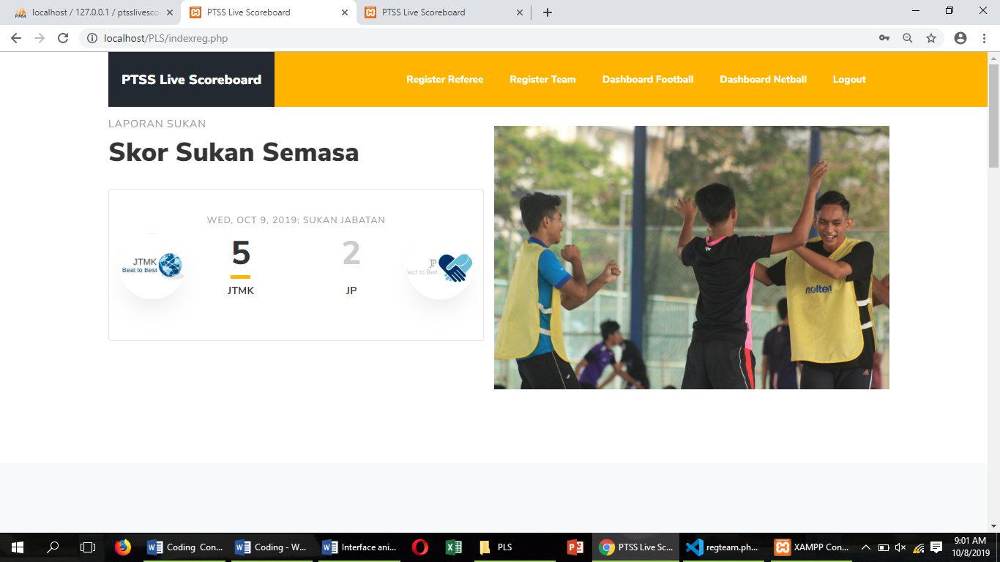 localhost / 127.0.0.1 / ptsslivesco
PTSS Live Scoreboard
PTSS Live Scoreboard
localhost/PLS/indexreg.php
PTSS Live Scoreboard
Register Referee
Register Team
Dashboard Football
Dashboard Netball
Logout
LAPORAN SUKAN
Skor Sukan Semasa
WED, OCT 9, 2019; SUKAN JABATAN
JTMK
Beat to Best
5
JTMK
2
JP
JP
Beat to Best
molten
Coding Con...
Coding - W...
Interface ani...
PLS
PTSS Live Sc...
regteam.ph...
XAMPP Con...
9:01 AM
10/8/2019